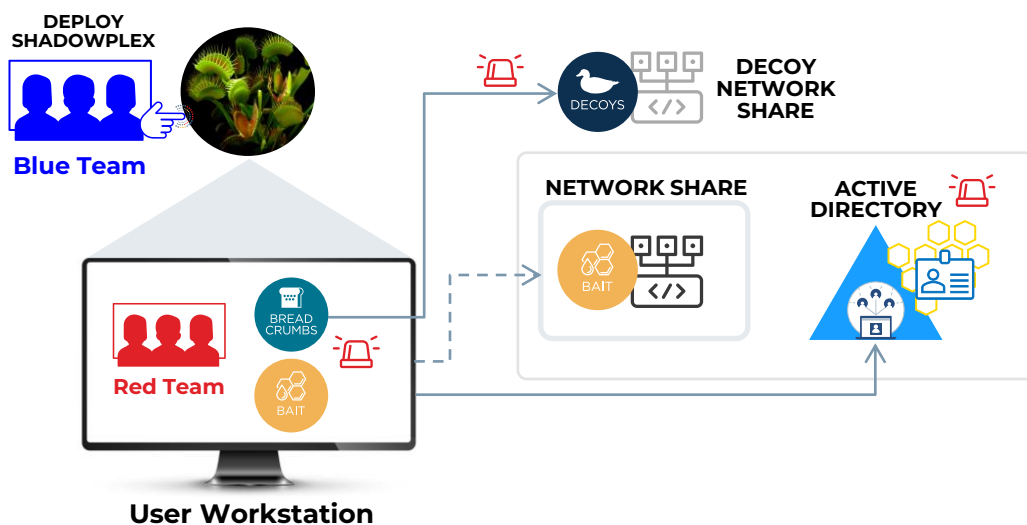 DEPLOY
SHADOWPLEX
Blue Team
DECOYS
DECOY
NETWORK
SHARE
NETWORK SHARE
BAIT
ACTIVE
DIRECTORY
BREAD
CRUMBS
Red Team
BAIT
User Workstation